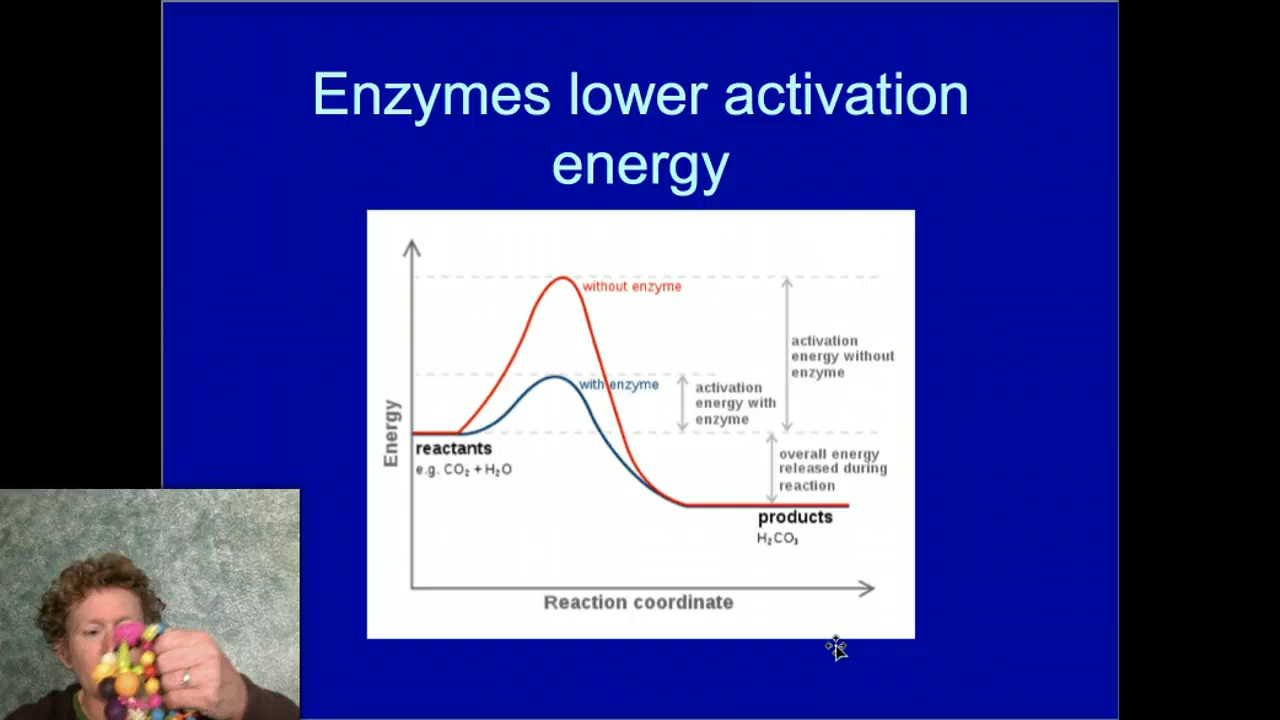 Enzymes lower activation
energy
without enzyme
activation
energy without
enzyme
with enzyme
activation
energy with
enzyme
Energy
reactants
e.g. CO₂ + H₂O
overall energy
released during
reaction
products
H₂CO₃
Reaction coordinate